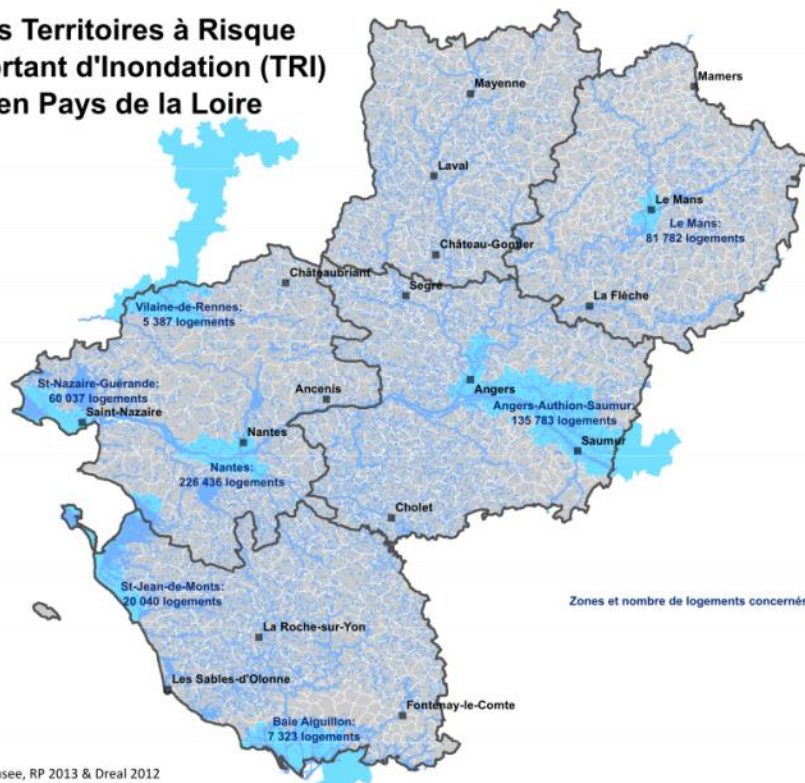 s Territoires à Risque
rtant d'Inondation (TRI)
en Pays de la Loire
Mayenne
Mamers
Laval
Le Mans
Le Mans:
81 782 logements
Château-Gontier
Châteaubriant
Segré
La Flèche
Vilaine-de-Rennes:
5 387 logements
St-Nazaire-Guérande:
60 037 logements
Saint-Nazaire
Ancenis
Angers
Angers-Authion-Saumur:
135 783 logements
Nantes
Saumur
Nantes:
226 436 logements
Cholet
St-Jean-de-Monts:
20 040 logements
Zones et nombre de logements concernés
La Roche-sur-Yon
Les Sables-d'Olonne
Fontenay-le-Comte
Baie Aiguillon:
7 323 logements
nsee, RP 2013 & Dreal 2012